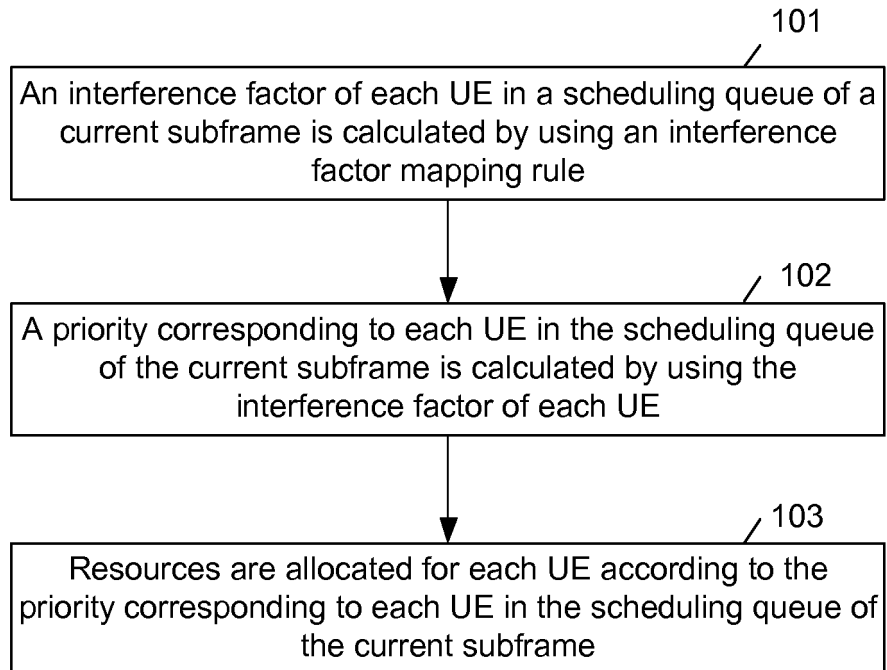 101
An interference factor of each UE in a scheduling queue of a
current subframe is calculated by using an interference
factor mapping rule
102
A priority corresponding to each UE in the scheduling queue
of the current subframe is calculated by using the
interference factor of each UE
103
Resources are allocated for each UE according to the
priority corresponding to each UE in the scheduling queue of
the current subframe